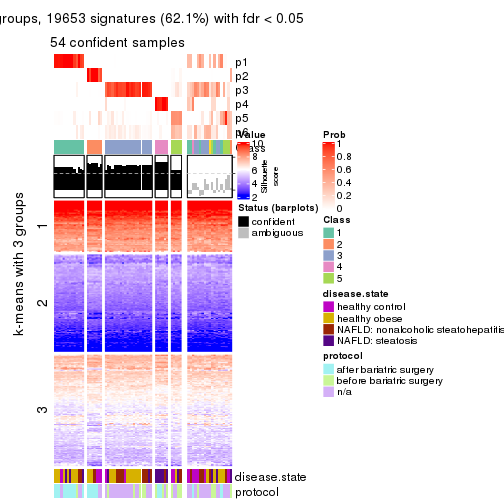 groups, 19653 signatures (62.1%) with fdr < 0.05
54 confident samples
p1
p2
p3
p4
p5
p6
Class
k-means with 3 groups
1
2
3
disease.state
protocol
Value
10
8
6
4
2
Silhouette
score
Status (barplots)
confident
ambiguous
Prob
1
0.8
0.6
0.4
0.2
0
Class
1
2
3
4
5
disease.state
healthy control
healthy obese
NAFLD: nonalcoholic steatohepatitis
NAFLD: steatosis
protocol
after bariatric surgery
before bariatric surgery
n/a